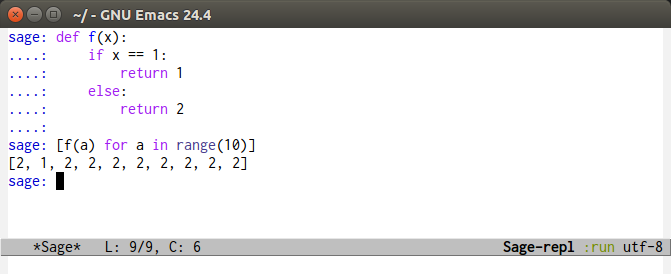 ~/ - GNU Emacs 24.4
sage: def f(x):
....:     if x == 1:
....:         return 1
....:     else:
....:         return 2
....:
sage: [f(a) for a in range(10)]
[2, 1, 2, 2, 2, 2, 2, 2, 2, 2]
sage:
*Sage*   L: 9/9, C: 6   Sage-repl :run utf-8